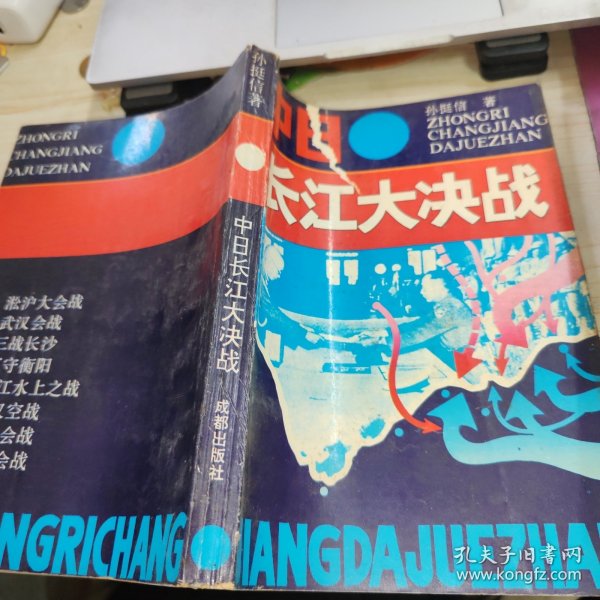 ZHONGRI
CHANGJIANG
DAJUEZHAN
淞沪大会战
武汉会战
三战长沙
守衡阳
江水上之战
空战
会战
会战
NGRICHANG
孙挺信著
中日长江大决战
成都出版社
中日
孙挺信 著
ZHONGRI
CHANGJIANG
DAJUEZHAN
长江大决战
IANGDAJUEZHA
孔夫子旧书网
www.kongfz.com